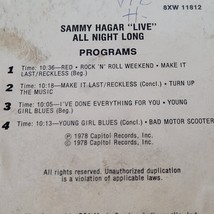 8XW 11812
SAMMY HAGAR "LIVE"
ALL NIGHT LONG
PROGRAMS
1 Time: 10:36—RED • ROCK 'N' ROLL WEEKEND • MAKE IT
LAST/RECKLESS (Beg.)
2 Time: 10:18—MAKE IT LAST/RECKLESS (Concl.) • TURN UP
THE MUSIC
3 Time: 10:05—I'VE DONE EVERYTHING FOR YOU • YOUNG
GIRL BLUES (Beg.)
4 Time: 10:13—YOUNG GIRL BLUES (Concl.) • BAD MOTOR SCOOTER
℗ 1978 Capitol Records, Inc.
© 1978 Capitol Records, Inc.
All rights reserved.
Unauthorized duplication
is a violation of applicable
laws.